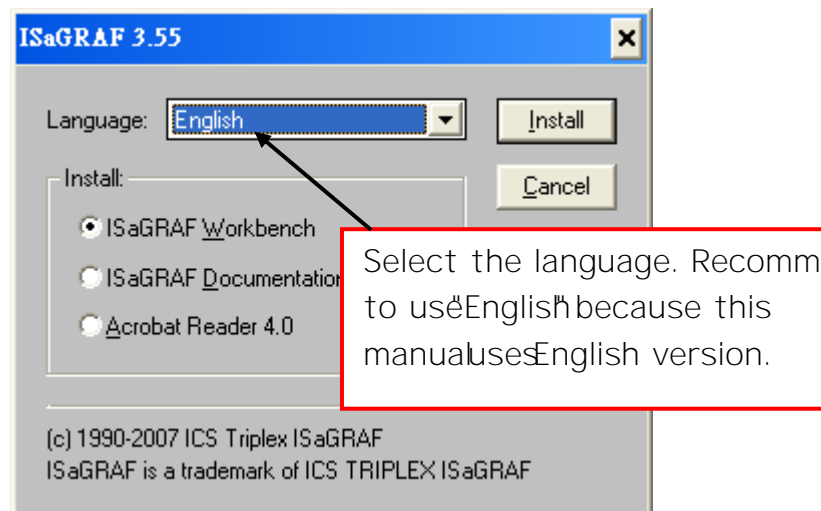 ISaGRAF 3.55
Language: English Install
Install: Cancel
ISaGRAF Workbench
ISaGRAF Documentation
Acrobat Reader 4.0
Select the language. Recomm
to use "English" because this
manual uses English version.
(c) 1990-2007 ICS Triplex ISaGRAF
ISaGRAF is a trademark of ICS TRIPLEX ISaGRAF